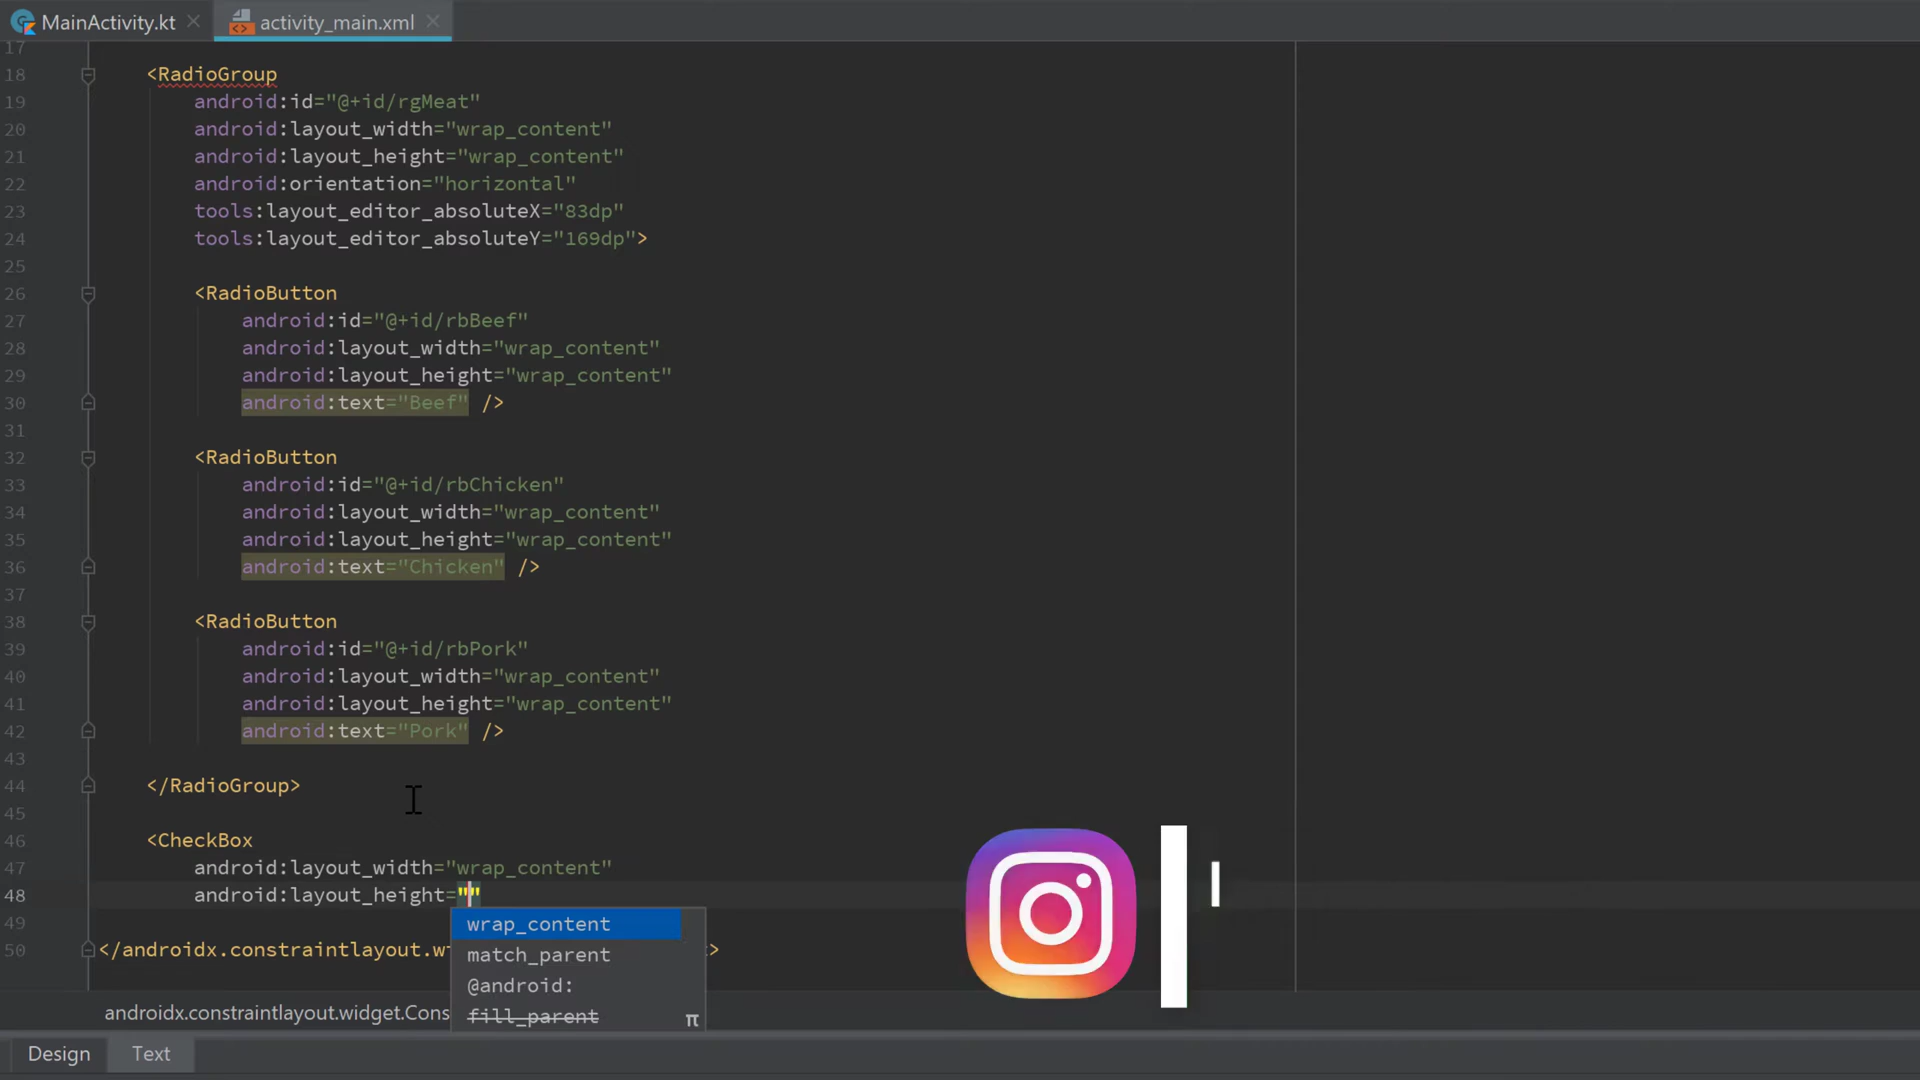 MainActivity.kt
activity_main.xml
17
18 <RadioGroup
19 android:id="@+id/rgMeat"
20 android:layout_width="wrap_content"
21 android:layout_height="wrap_content"
22 android:orientation="horizontal"
23 tools:layout_editor_absoluteX="83dp"
24 tools:layout_editor_absoluteY="169dp">
25
26 <RadioButton
27 android:id="@+id/rbBeef"
28 android:layout_width="wrap_content"
29 android:layout_height="wrap_content"
30 android:text="Beef" />
31
32 <RadioButton
33 android:id="@+id/rbChicken"
34 android:layout_width="wrap_content"
35 android:layout_height="wrap_content"
36 android:text="Chicken" />
37
38 <RadioButton
39 android:id="@+id/rbPork"
40 android:layout_width="wrap_content"
41 android:layout_height="wrap_content"
42 android:text="Pork" />
43
44 </RadioGroup>
45
46 <CheckBox
47 android:layout_width="wrap_content"
48 android:layout_height=""
49 wrap_content
50 </androidx.constraintlayout.w >
match_parent
@android:
fill_parent π
androidx.constraintlayout.widget.Cons
Design Text